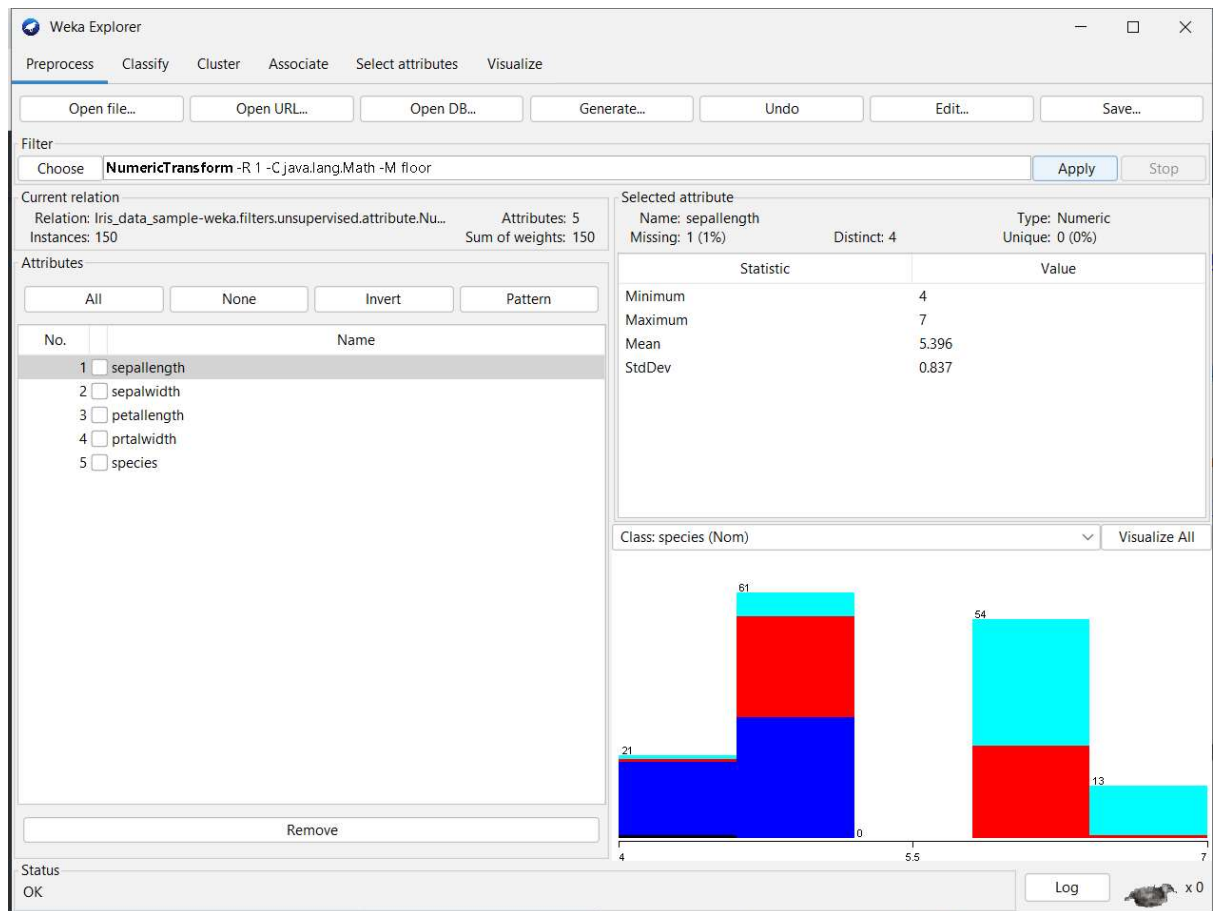 Weka Explorer
Preprocess Classify Cluster Associate Select attributes Visualize
Open file... Open URL... Open DB... Generate... Undo Edit... Save...
Filter
Choose NumericTransform -R 1 -C java.lang.Math -M floor Apply Stop
Current relation
Relation: Iris_data_sample-weka.filters.unsupervised.attribute.Nu... Attributes: 5
Instances: 150 Sum of weights: 150
Attributes
All None Invert Pattern
No. Name
1 sepallength
2 sepalwidth
3 petallength
4 prtalwidth
5 species
Remove
Selected attribute
Name: sepallength Type: Numeric
Missing: 1 (1%) Distinct: 4 Unique: 0 (0%)
Statistic Value
Minimum 4
Maximum 7
Mean 5.396
StdDev 0.837
Class: species (Nom) Visualize All
61
54
21
13
0
4 5.5 7
Status
OK
Log x 0